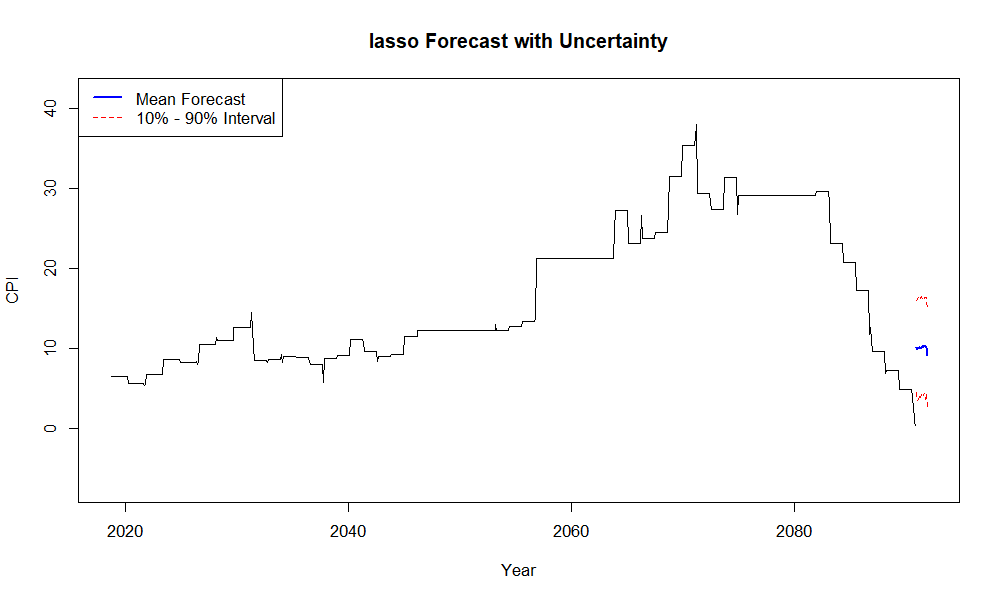 lasso Forecast with Uncertainty
Mean Forecast
10% - 90% Interval
CPI
40
30
20
10
0
2020 2040 2060 2080
Year